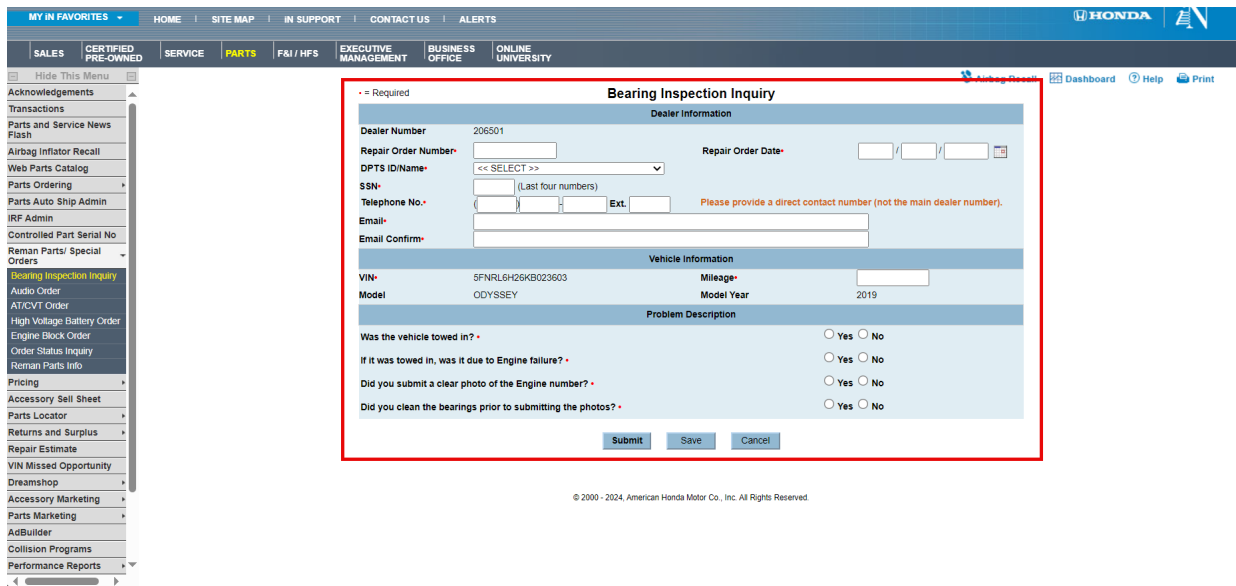 MY iN FAVORITES
HOME | SITE MAP | iN SUPPORT | CONTACT US | ALERTS
HONDA
SALES
CERTIFIED PRE-OWNED
SERVICE
PARTS
F&I / HFS
EXECUTIVE MANAGEMENT
BUSINESS OFFICE
ONLINE UNIVERSITY
Hide This Menu
Airbag Recall
Dashboard
Help
Print
Acknowledgements
Transactions
Parts and Service News
Flash
Airbag Inflator Recall
Web Parts Catalog
Parts Ordering
Parts Auto Ship Admin
IRF Admin
Controlled Part Serial No
Reman Parts/ Special
Orders
Bearing Inspection Inquiry
Audio Order
AT/CVT Order
High Voltage Battery Order
Engine Block Order
Order Status Inquiry
Reman Parts Info
Pricing
Accessory Sell Sheet
Parts Locator
Returns and Surplus
Repair Estimate
VIN Missed Opportunity
Dreamshop
Accessory Marketing
Parts Marketing
AdBuilder
Collision Programs
Performance Reports
• = Required
Bearing Inspection Inquiry
Dealer Information
Dealer Number 206501
Repair Order Number• Repair Order Date• / /
DPTS ID/Name• << SELECT >>
SSN• (Last four numbers)
Telephone No.• ( ) - Ext. Please provide a direct contact number (not the main dealer number).
Email•
Email Confirm•
Vehicle Information
VIN• 5FNRL6H26KB023603 Mileage•
Model ODYSSEY Model Year 2019
Problem Description
Was the vehicle towed in? • Yes No
If it was towed in, was it due to Engine failure? • Yes No
Did you submit a clear photo of the Engine number? • Yes No
Did you clean the bearings prior to submitting the photos? • Yes No
Submit Save Cancel
© 2000 - 2024, American Honda Motor Co., Inc. All Rights Reserved.